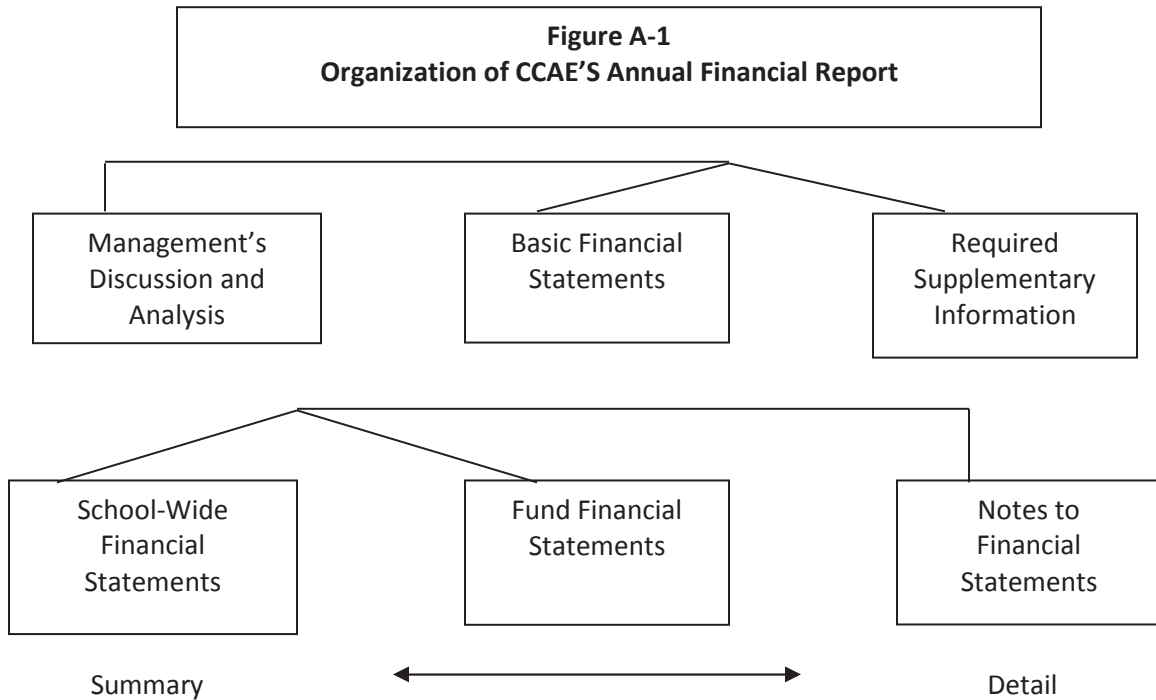 Figure A-1
Organization of CCAE’S Annual Financial Report
Management’s
Discussion and
Analysis
Basic Financial
Statements
Required
Supplementary
Information
School-Wide
Financial
Statements
Fund Financial
Statements
Notes to
Financial
Statements
Summary
Detail